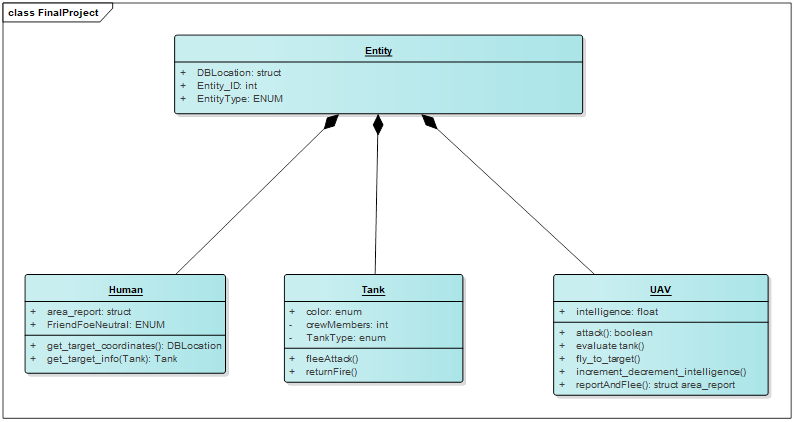 class FinalProject
Entity
+ DBLocation: struct
+ Entity_ID: int
+ EntityType: ENUM
Human
+ area_report: struct
+ FriendFoeNeutral: ENUM
+ get_target_coordinates(): DBLocation
+ get_target_info(Tank): Tank
Tank
+ color: enum
- crewMembers: int
- TankType: enum
+ fleeAttack()
+ returnFire()
UAV
+ intelligence: float
+ attack(): boolean
+ evaluate tank()
+ fly_to_target()
+ increment_decrement_intelligence()
+ reportAndFlee(): struct area_report